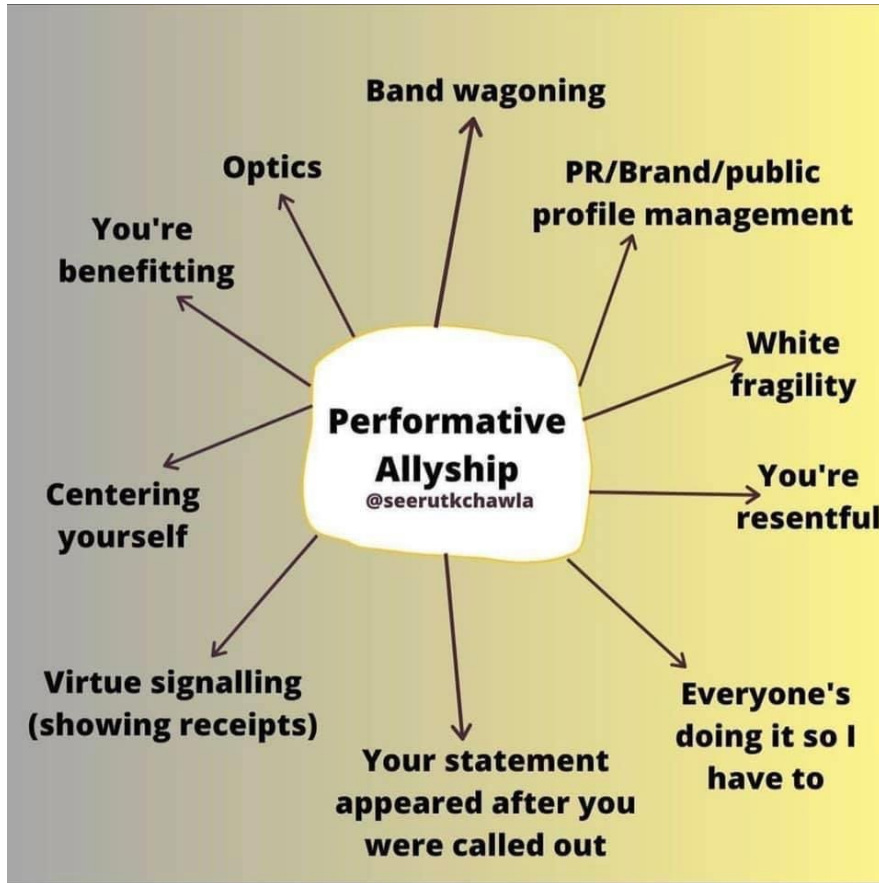 Band wagoning
Optics
PR/Brand/public
profile management
You're
benefitting
White
fragility
Performative
Allyship
@seerutkchawla
You're
resentful
Centering
yourself
Virtue signalling
(showing receipts)
Everyone's
doing it so I
have to
Your statement
appeared after you
were called out